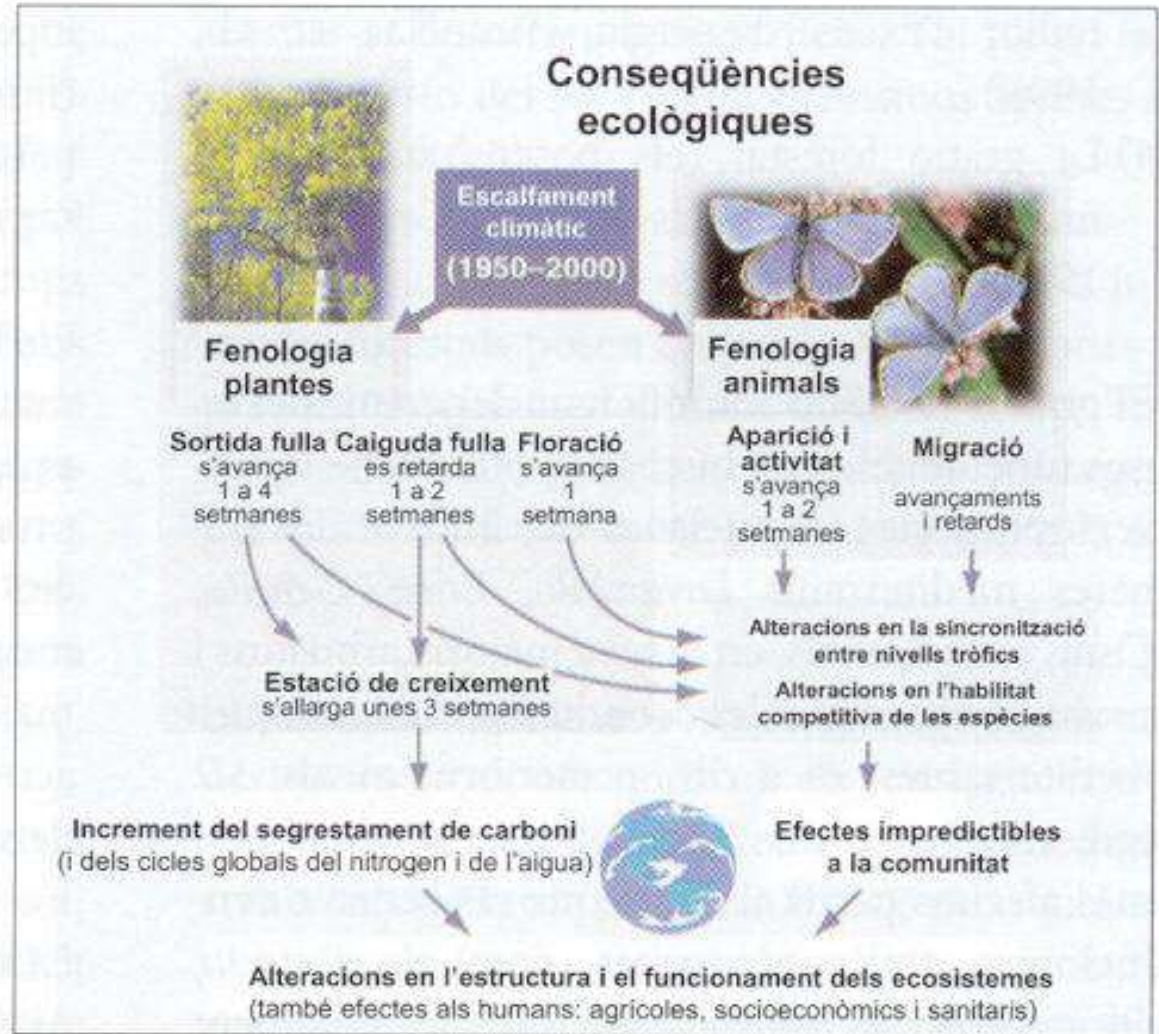 Conseqüències
ecològiques
Escalfament
climàtic
(1950–2000)
Fenologia
plantes
Fenologia
animals
Sortida fulla
s'avança
1 a 4
setmanes
Caiguda fulla
es retarda
1 a 2
setmanes
Floració
s'avança
1
setmana
Aparició i
activitat
s'avança
1 a 2
setmanes
Migració
avançaments
i retards
Alteracions en la sincronització
entre nivells tròfics
Alteracions en l'habilitat
competitiva de les espècies
Estació de creixement
s'allarga unes 3 setmanes
Increment del segrestament de carboni
(i dels cicles globals del nitrogen i de l'aigua)
Efectes impredictibles
a la comunitat
Alteracions en l'estructura i el funcionament dels ecosistemes
(també efectes als humans: agrícoles, socioeconòmics i sanitaris)